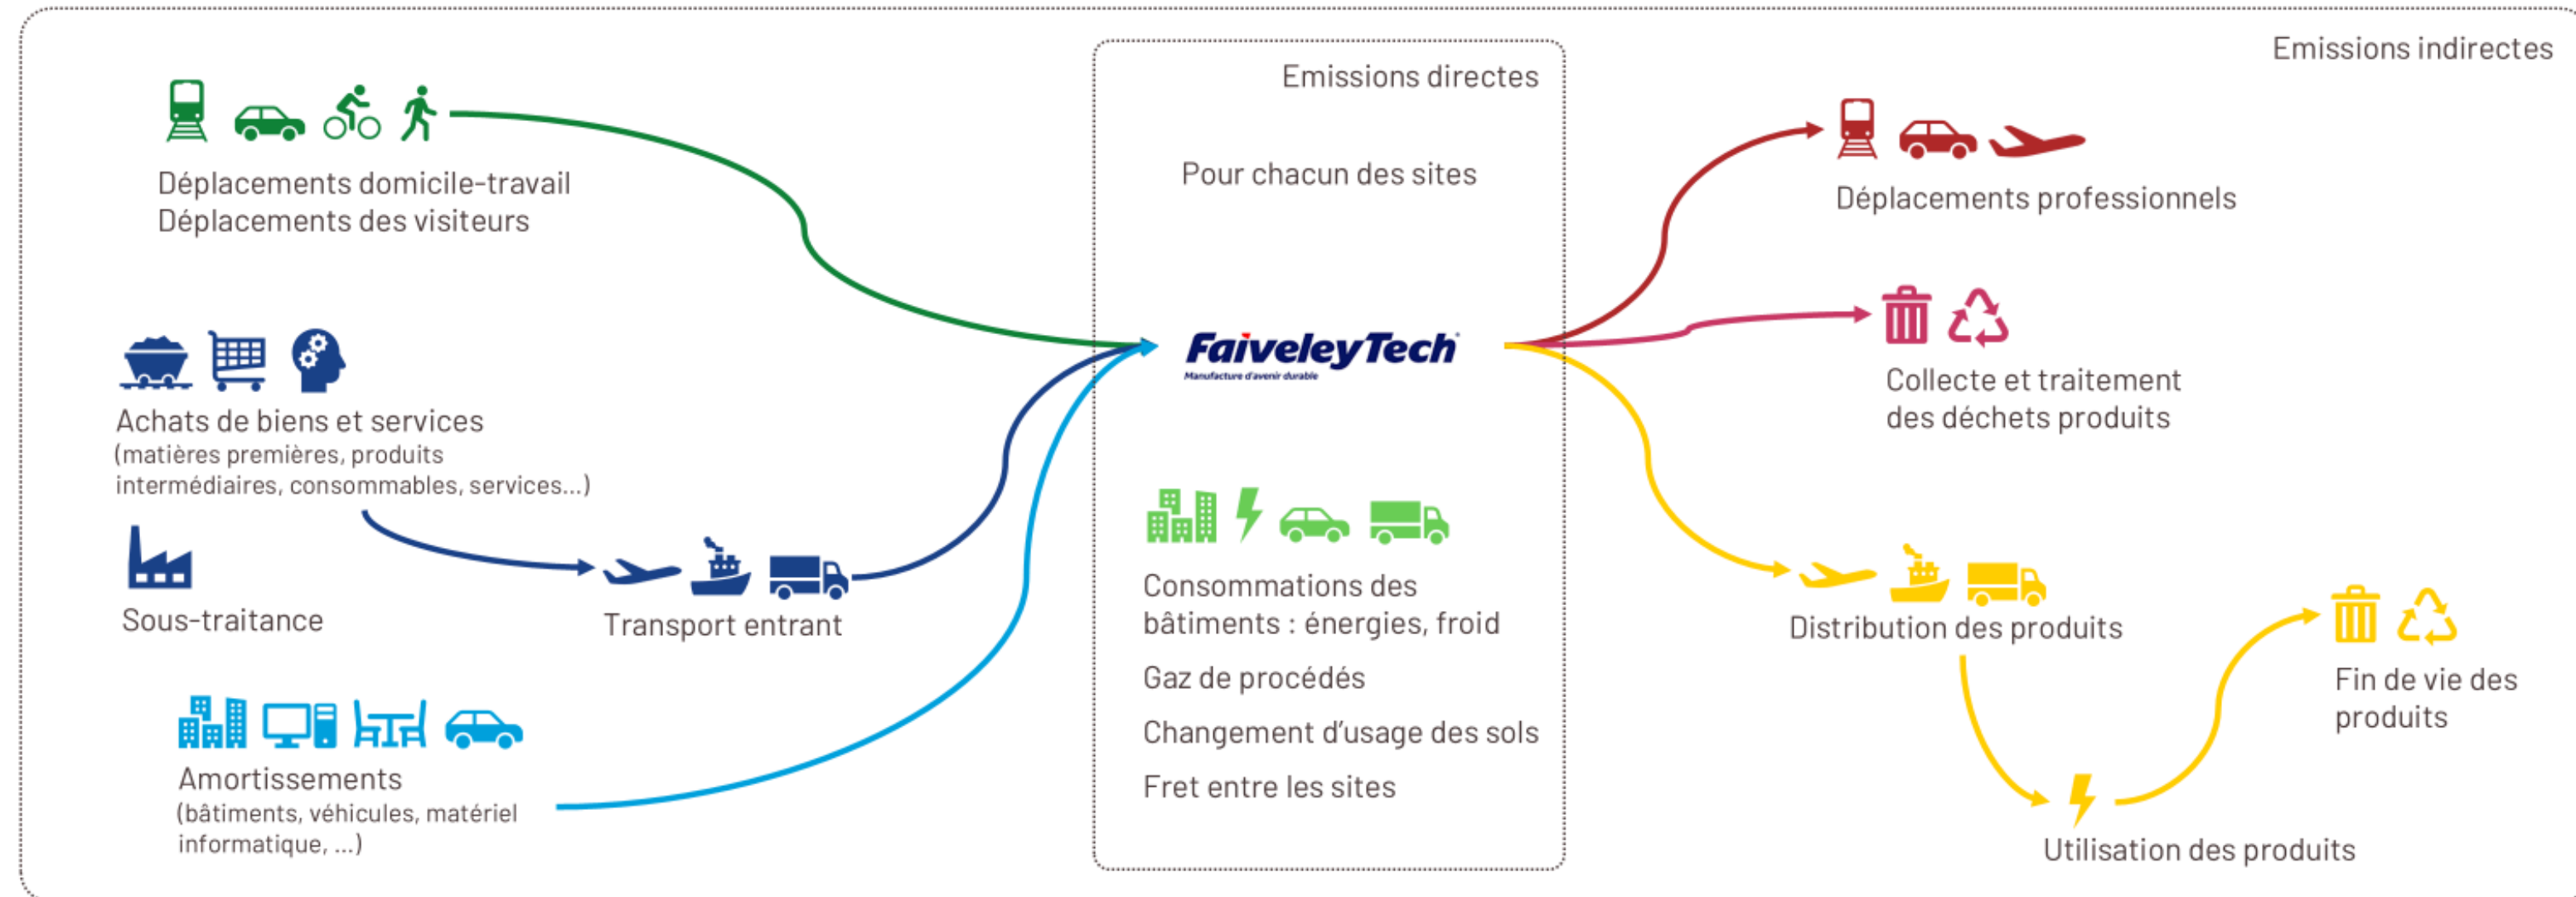 Emissions indirectes
Emissions directes
Pour chacun des sites
Déplacements domicile-travail
Déplacements des visiteurs
Achats de biens et services
(matières premières, produits
intermédiaires, consommables, services...)
Sous-traitance
Transport entrant
Amortissements
(bâtiments, véhicules, matériel
informatique, ...)
FaiveleyTech
Manufacture d'avenir durable
Consommations des
bâtiments : énergies, froid
Gaz de procédés
Changement d'usage des sols
Fret entre les sites
Déplacements professionnels
Collecte et traitement
des déchets produits
Distribution des produits
Utilisation des produits
Fin de vie des
produits